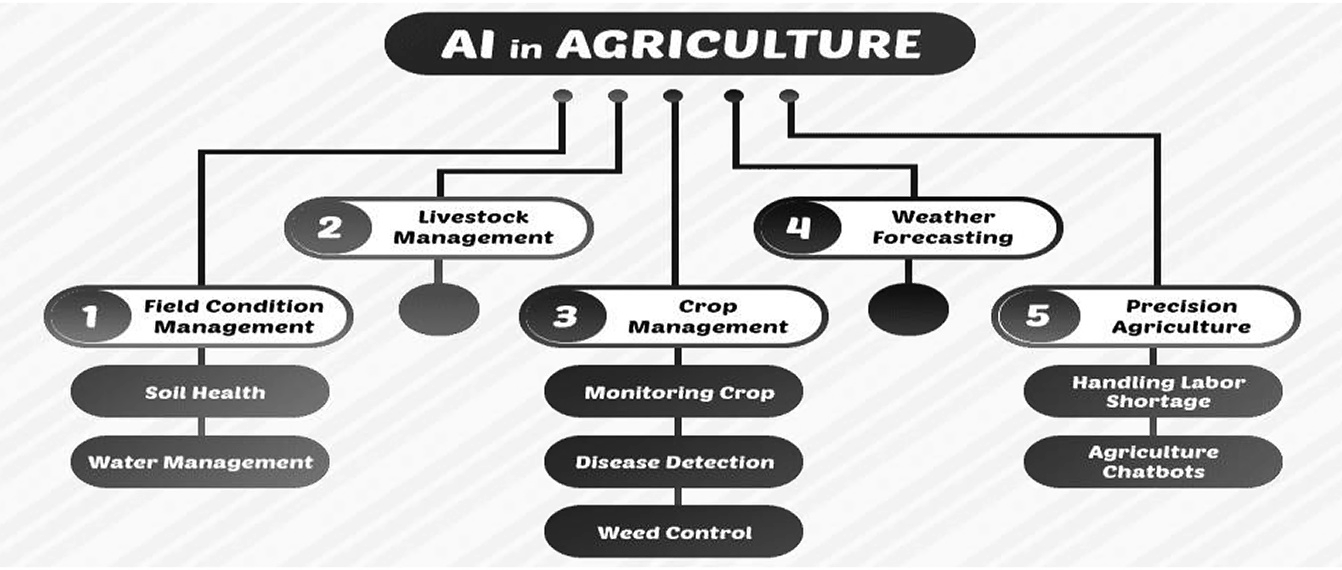 AI in AGRICULTURE
1
Field Condition
Management
Soil Health
Water Management
2
Livestock
Management
3
Crop
Management
Monitoring Crop
Disease Detection
Weed Control
4
Weather
Forecasting
5
Precision
Agriculture
Handling Labor
Shortage
Agriculture
Chatbots